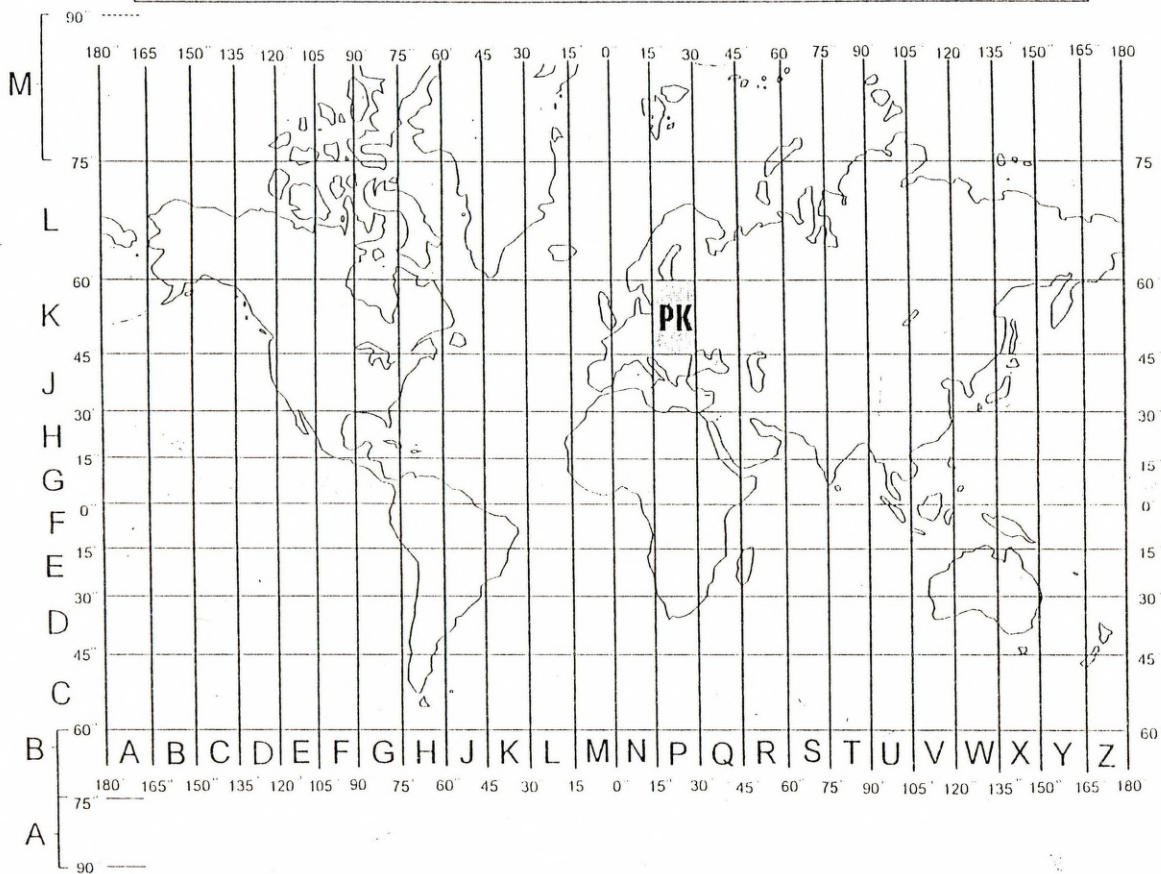 90°
180° 165° 150° 135 120° 105 90° 75° 60° 45 30 15° 0 15 30° 45° 60 75 90° 105° 120° 135° 150° 165 180
M
75 75
L
60 60
K
PK
45 45
J
30 30
H
15 15
G
0° 0
F
15 15
E
30 30
D
45 45
C
60° 60
B
A B C D E F G H J K L M N P Q R S T U V W X Y Z
180 165° 150° 135 120° 105 90° 75 60 45 30 15° 0 15° 30 45° 60 75 90° 105° 120° 135° 150° 165 180
75°
A
90